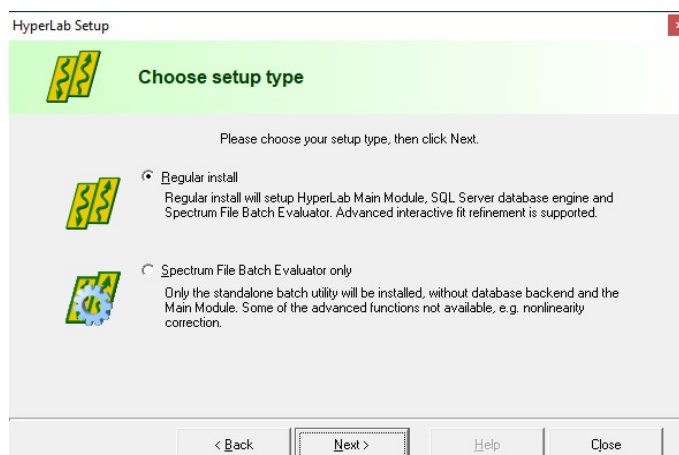 HyperLab Setup
Choose setup type
Please choose your setup type, then click Next.
Regular install
Regular install will setup HyperLab Main Module, SQL Server database engine and
Spectrum File Batch Evaluator. Advanced interactive fit refinement is supported.
Spectrum File Batch Evaluator only
Only the standalone batch utility will be installed, without database backend and the
Main Module. Some of the advanced functions not available, e.g. nonlinearity
correction.
< Back Next > Help Close